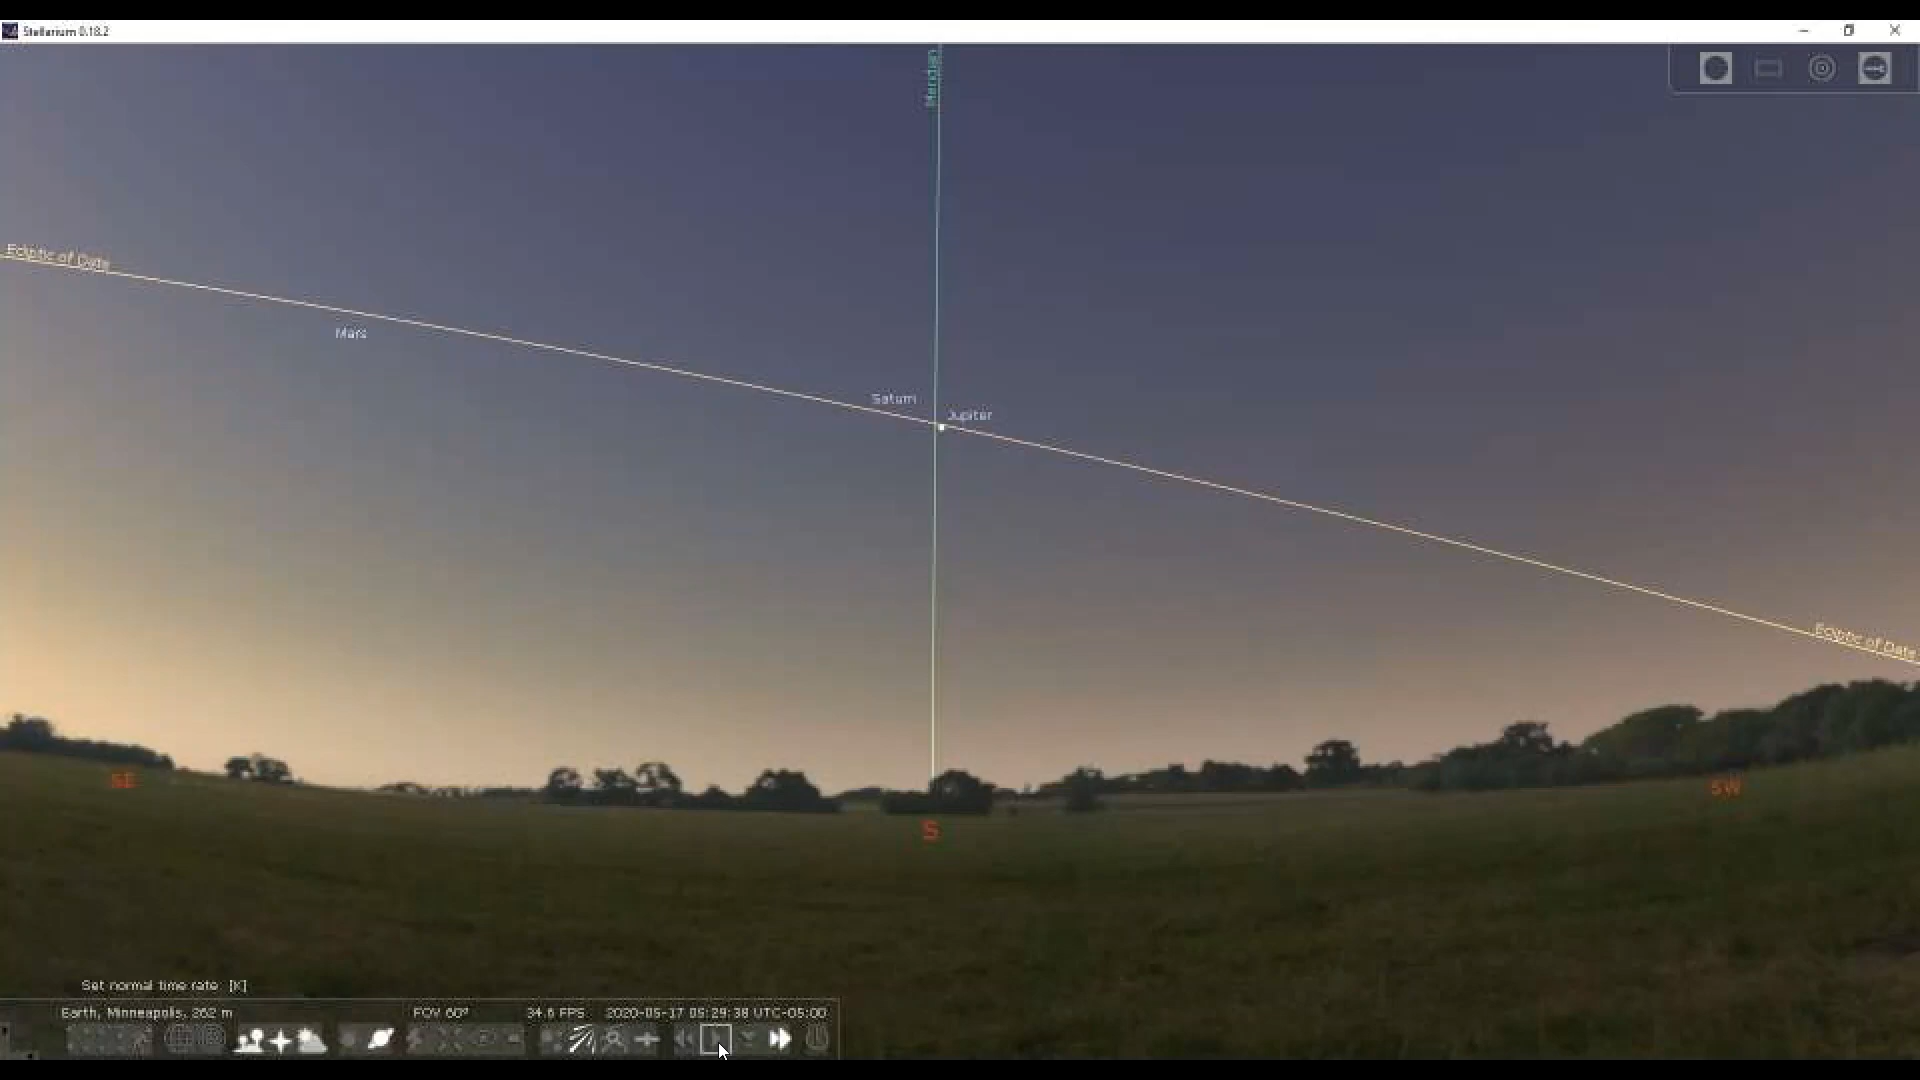 Stellarium 0.18.2
Meridian
Ecliptic of Date
Mars
Saturn
Jupiter
Ecliptic of Date
SE
S
SW
Set normal time rate [K]
Earth, Minneapolis, 262 m FOV 60° 34.6 FPS 2020-05-17 05:29:38 UTC-05:00